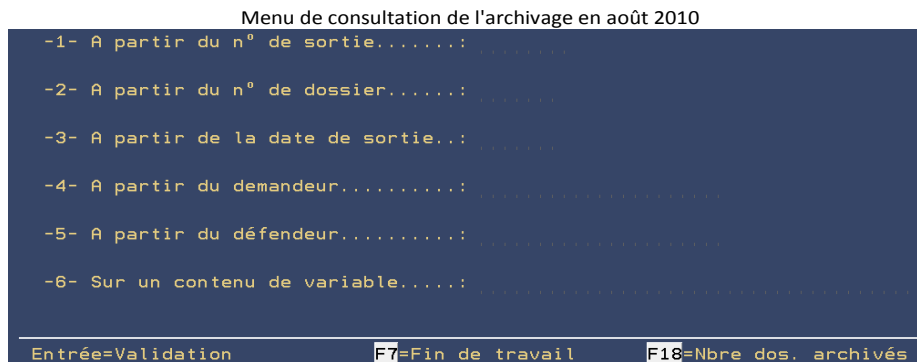 Menu de consultation de l'archivage en août 2010
-1- A partir du n° de sortie.......:
-2- A partir du n° de dossier......:
-3- A partir de la date de sortie..:
-4- A partir du demandeur..........:
-5- A partir du défendeur..........:
-6- Sur un contenu de variable.....:
Entrée=Validation F7=Fin de travail F18=Nbre dos. archivés